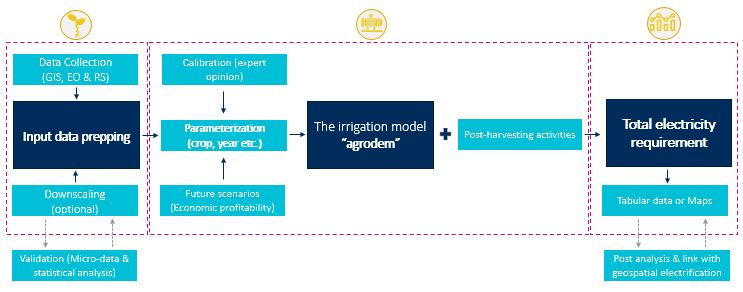 Data Collection
(GIS, EO & RS)
Input data prepping
Downscaling
(optional)
Validation (Micro-data &
statistical analysis)
Calibration (expert
opinion)
Parameterization
(crop, year etc.)
Future scenarios
(Economic profitability)
The irrigation model
“agrodem”
Post-harvesting activities
Total electricity
requirement
Tabular data or Maps
Post analysis & link with
geospatial electrification